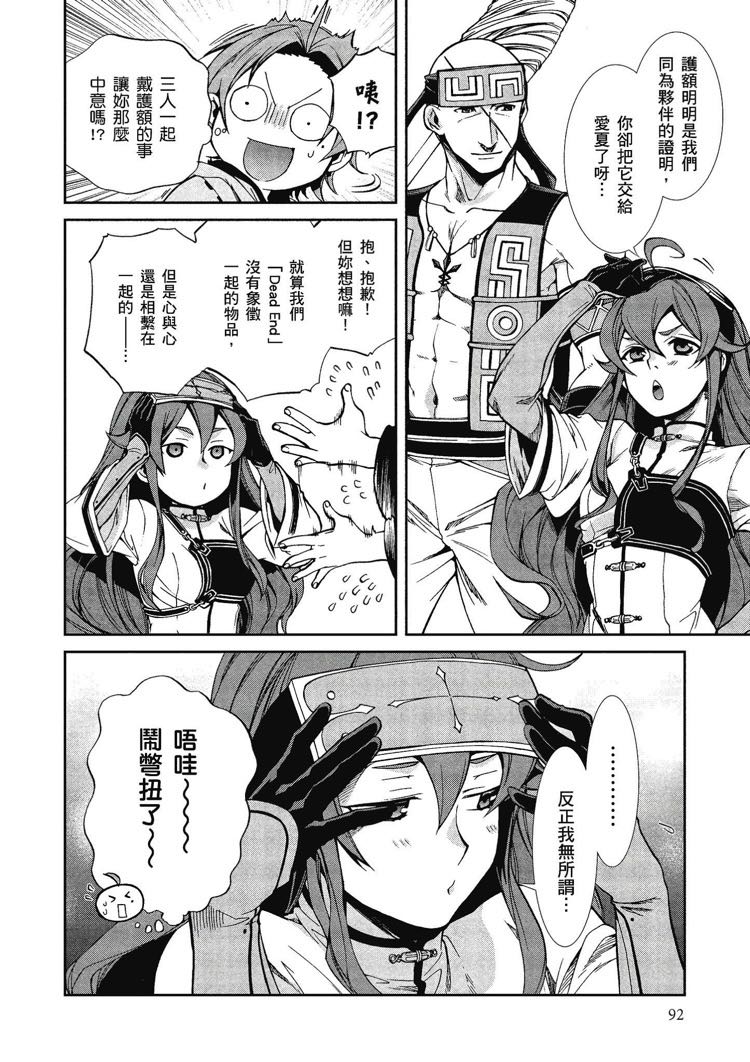 護額明明是我們
同為夥伴的證明，
你卻把它交給
愛夏了呀…
咦!?
三人一起
戴護額的事
讓妳那麼
中意嗎!?
抱、抱歉！
但妳想想嘛！
就算我們
「Dead End」
沒有象徵
一起的物品，
但是心與心
還是相繫在
一起的——
…………
反正我無所謂…
唔哇～～
鬧彆扭了～～
92